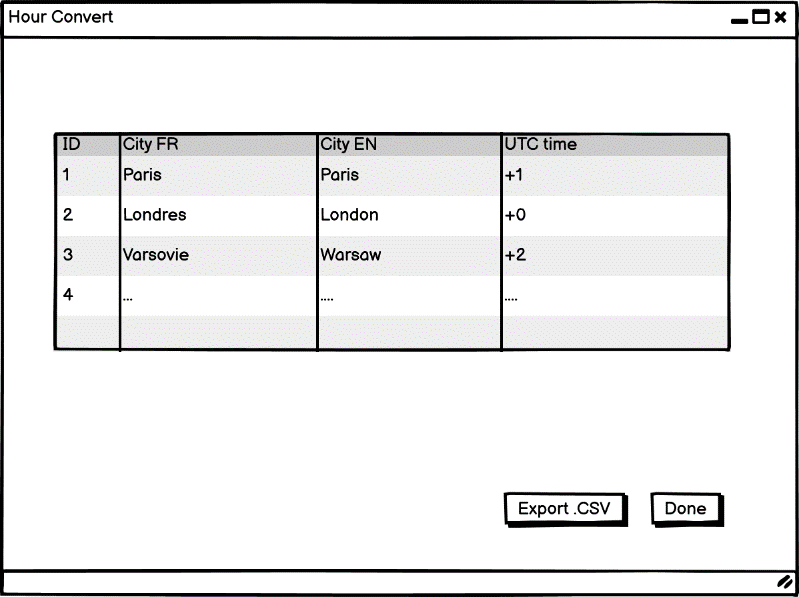 Hour Convert
ID City FR City EN UTC time
1 Paris Paris +1
2 Londres London +0
3 Varsovie Warsaw +2
4 ... .... ....
Export .CSV Done